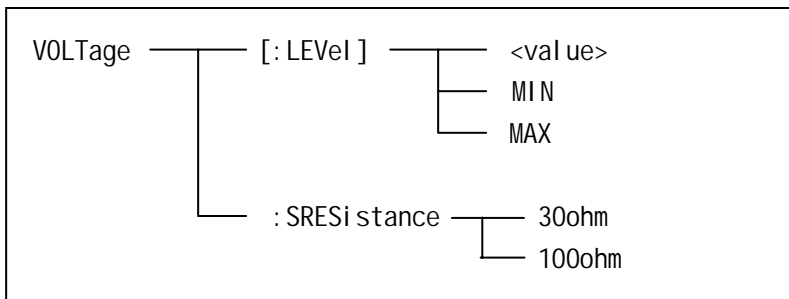 VOLTage [:LEVel] <value>
MIN
MAX
:SRESistance 30ohm
100ohm